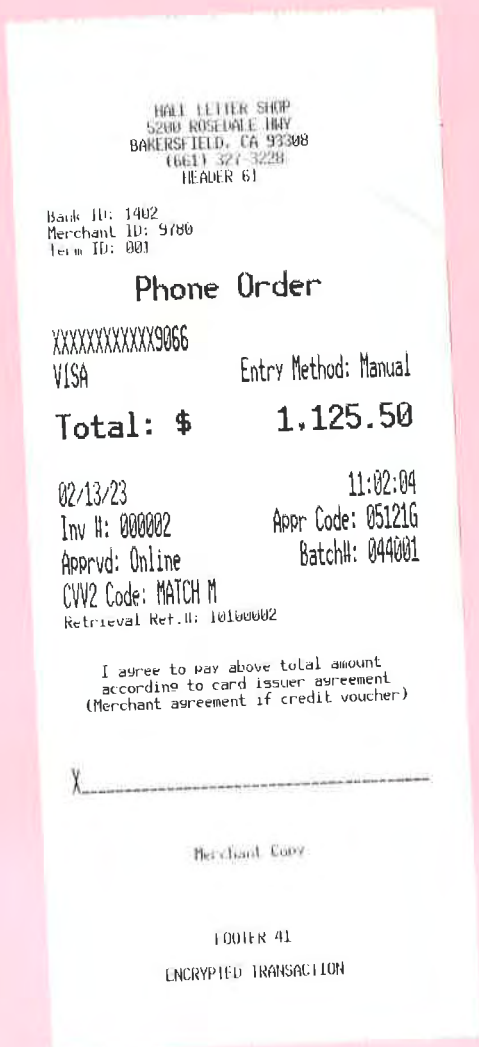 HALL LETTER SHOP
5200 ROSEDALE HWY
BAKERSFIELD, CA 93308
(661) 327-3228
HEADER 61
Bank ID: 1402
Merchant ID: 9780
Term ID: 001
Phone Order
XXXXXXXXXXXX9066
VISA Entry Method: Manual
Total: $ 1,125.50
02/13/23 11:02:04
Inv #: 000002 Appr Code: 05121G
Apprvd: Online Batch#: 044001
CVV2 Code: MATCH M
Retrieval Ref.#: 10100002
I agree to pay above total amount
according to card issuer agreement
(Merchant agreement if credit voucher)
X
Merchant Copy
FOOTER 41
ENCRYPTED TRANSACTION